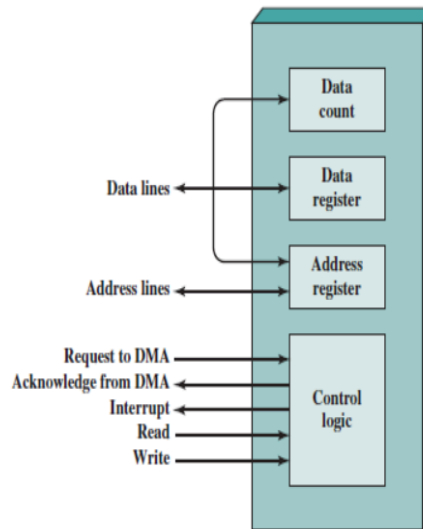 Data
count
Data lines
Data
register
Address lines
Address
register
Request to DMA
Acknowledge from DMA
Interrupt
Read
Write
Control
logic